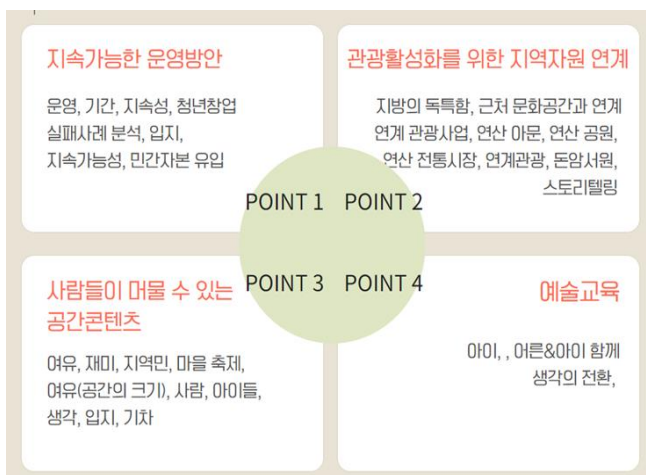 지속가능한 운영방안
운영, 기간, 지속성, 청년창업
실패사례 분석, 입지,
지속가능성, 민간자본 유입
POINT 1
관광활성화를 위한 지역자원 연계
지방의 독특함, 근처 문화공간과 연계
연계 관광사업, 연산 아문, 연산 공원,
연산 전통시장, 연계관광, 돈암서원,
스토리텔링
POINT 2
사람들이 머물 수 있는
공간콘텐츠
여유, 재미, 지역민, 마을 축제,
여유(공간의 크기), 사람, 아이들,
생각, 입지, 기차
POINT 3
POINT 4
예술교육
아이, , 어른&아이 함께
생각의 전환,